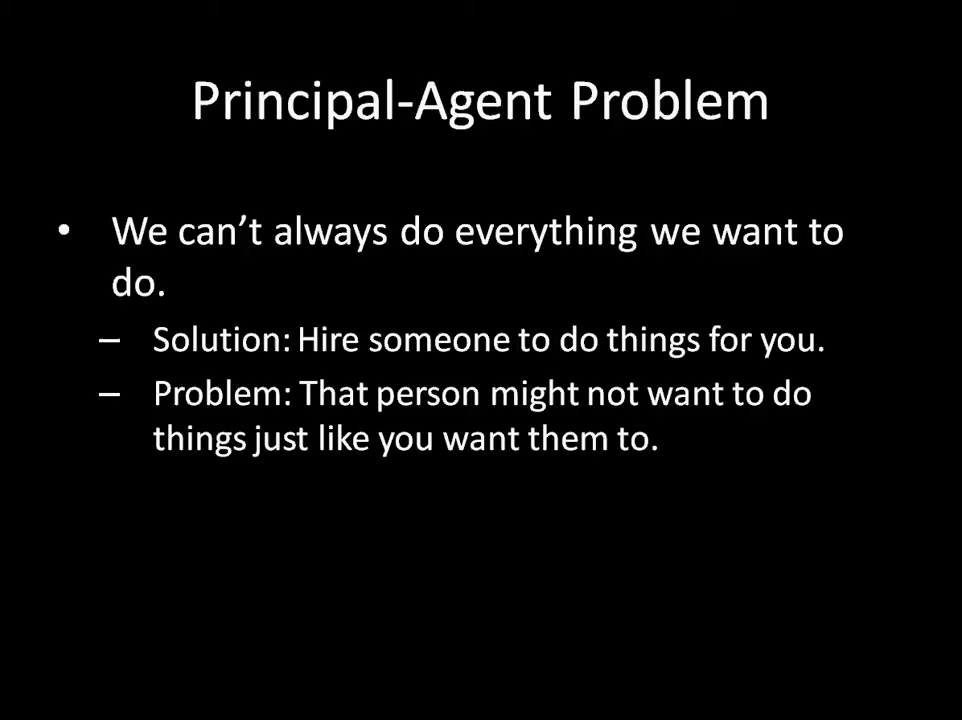 Principal-Agent Problem
• We can’t always do everything we want to
do.
– Solution: Hire someone to do things for you.
– Problem: That person might not want to do
things just like you want them to.